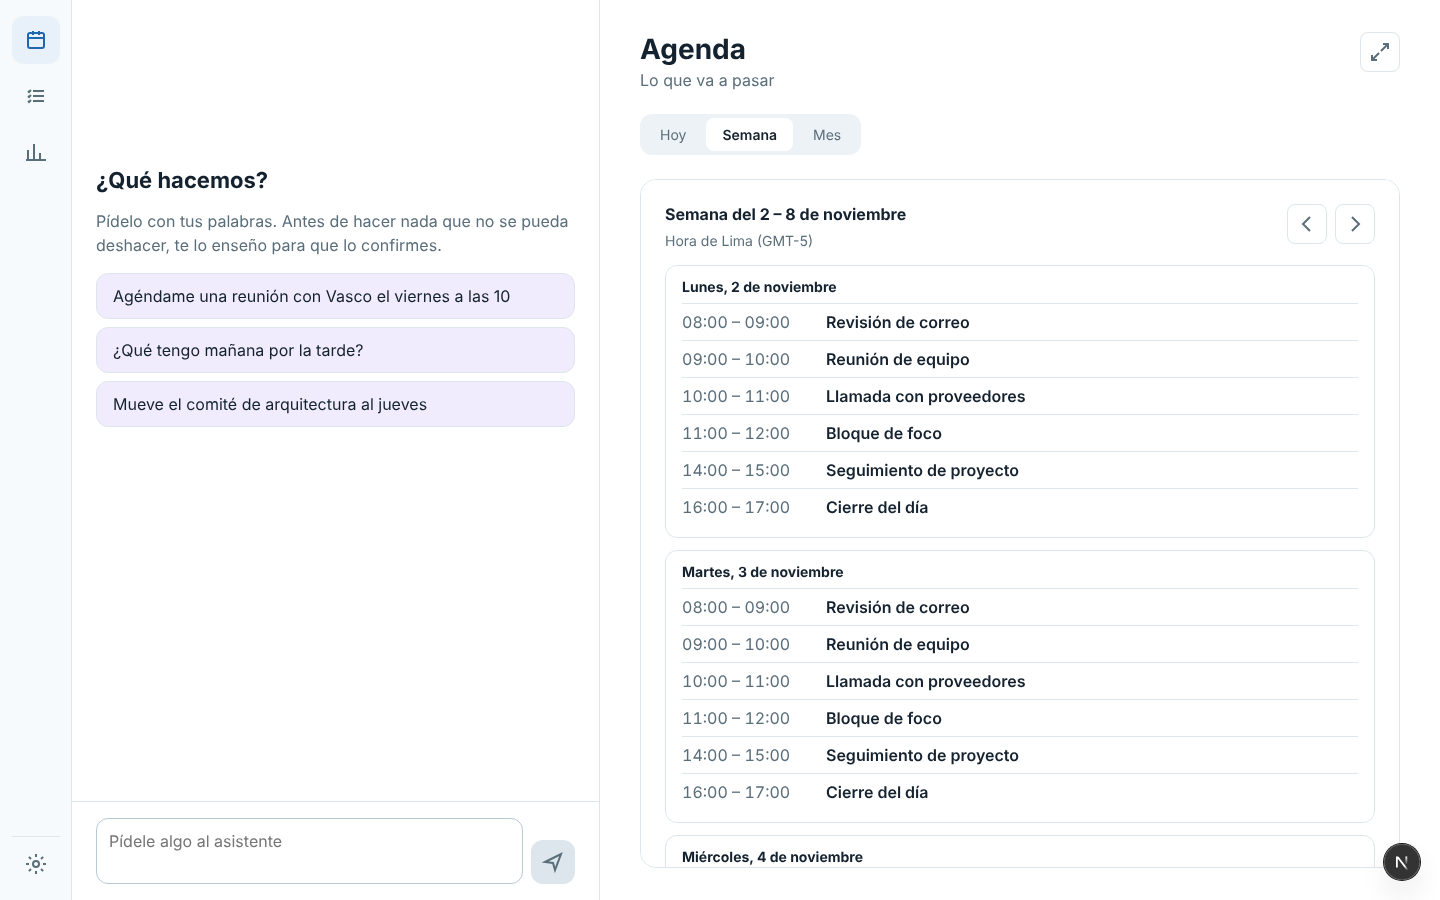 ¿Qué hacemos?
Pídelo con tus palabras. Antes de hacer nada que no se pueda
deshacer, te lo enseño para que lo confirmes.
Agéndame una reunión con Vasco el viernes a las 10
¿Qué tengo mañana por la tarde?
Mueve el comité de arquitectura al jueves
Pídele algo al asistente
Agenda
Lo que va a pasar
Hoy Semana Mes
Semana del 2 – 8 de noviembre
Hora de Lima (GMT-5)
Lunes, 2 de noviembre
08:00 – 09:00 Revisión de correo
09:00 – 10:00 Reunión de equipo
10:00 – 11:00 Llamada con proveedores
11:00 – 12:00 Bloque de foco
14:00 – 15:00 Seguimiento de proyecto
16:00 – 17:00 Cierre del día
Martes, 3 de noviembre
08:00 – 09:00 Revisión de correo
09:00 – 10:00 Reunión de equipo
10:00 – 11:00 Llamada con proveedores
11:00 – 12:00 Bloque de foco
14:00 – 15:00 Seguimiento de proyecto
16:00 – 17:00 Cierre del día
Miércoles, 4 de noviembre
N